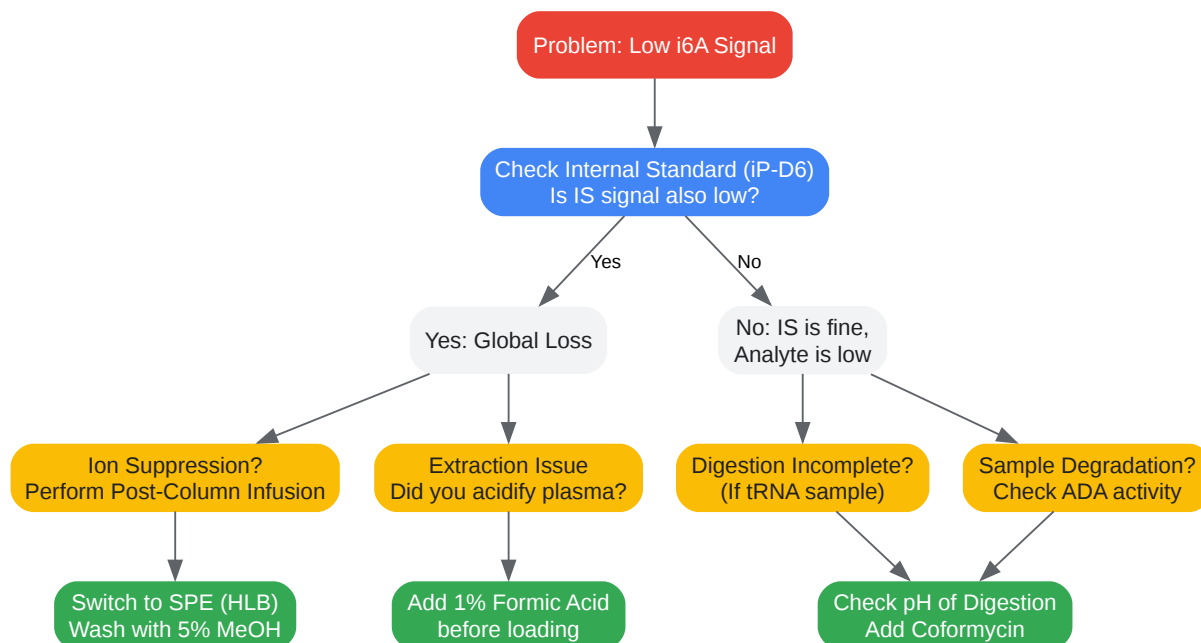 Problem: Low i6A Signal
Check Internal Standard (iP-D6)
Is IS signal also low?
Yes
No
Yes: Global Loss
No: IS is fine,
Analyte is low
Ion Suppression?
Perform Post-Column Infusion
Extraction Issue
Did you acidify plasma?
Digestion Incomplete?
(If tRNA sample)
Sample Degradation?
Check ADA activity
Switch to SPE (HLB)
Wash with 5% MeOH
Add 1% Formic Acid
before loading
Check pH of Digestion
Add Coformycin